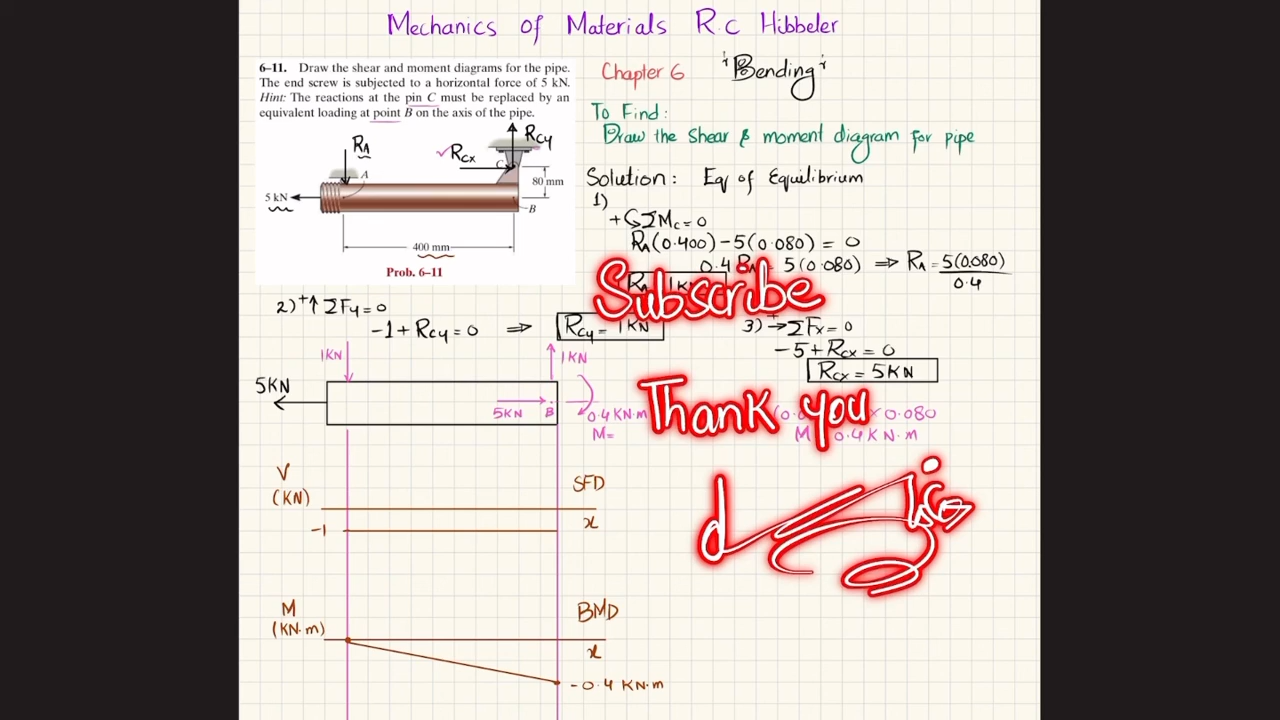 Mechanics of Materials R.C Hibbeler
6–11. Draw the shear and moment diagrams for the pipe.
The end screw is subjected to a horizontal force of 5 kN.
Hint: The reactions at the pin C must be replaced by an
equivalent loading at point B on the axis of the pipe.
RA
RCx
RCy
C
A
80 mm
5 kN
B
400 mm
Prob. 6–11
Chapter 6 "Bending"
To Find:
Draw the Shear & moment diagram for pipe
Solution: Eq of Equilibrium
1)
+↺ΣMc=0
RA(0.400)-5(0.080) = 0
0.4 RA = 5(0.080) ⇒ RA = 5(0.080)
0.4
2) +↑ ΣFy=0
-1+RCy=0 ⇒ RCy = 1KN
3) →+ ΣFx=0
-5+RCx=0
RCx = 5KN
Subscribe
Thank you
1KN
1KN
5KN
5KN
B
0.4KN·m
M=
x0.080
M
0.4KN·m
V
(KN)
SFD
x
-1
M
(KN·m)
BMD
x
-0.4 KN·m